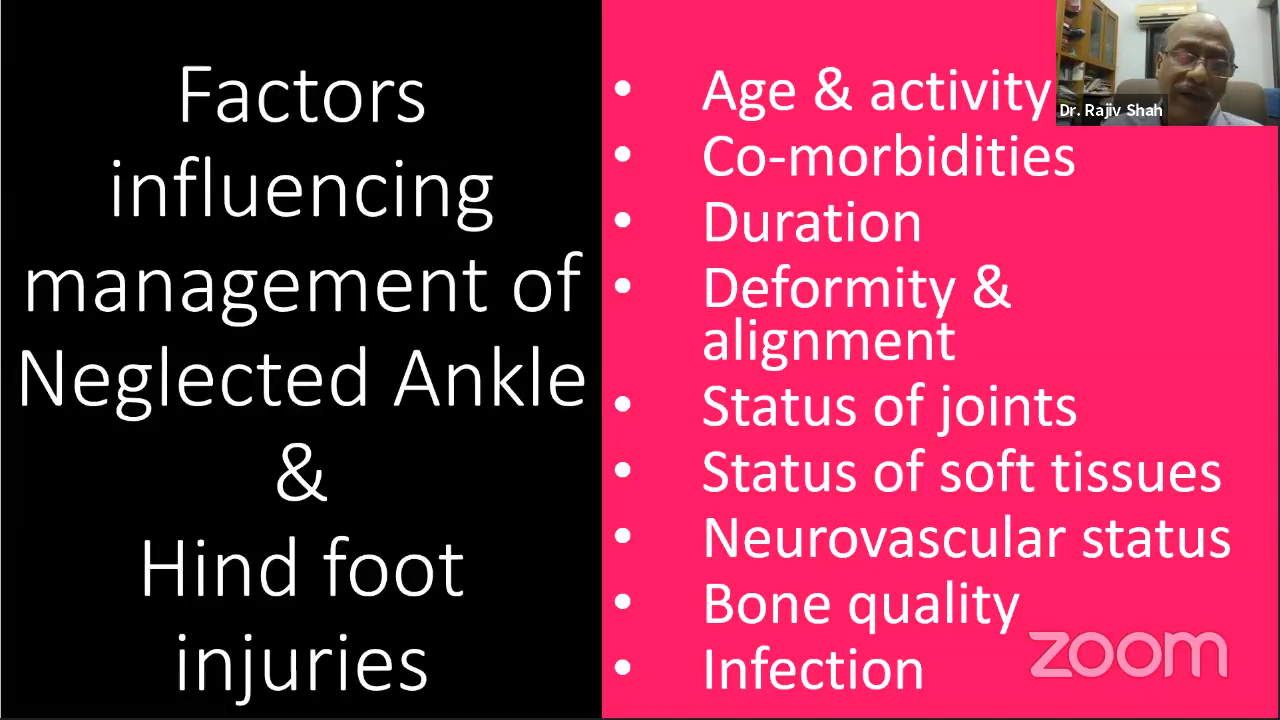 Factors
influencing
management of
Neglected Ankle
&
Hind foot
injuries
• Age & activity
• Co-morbidities
• Duration
• Deformity &
alignment
• Status of joints
• Status of soft tissues
• Neurovascular status
• Bone quality
• Infection
Dr. Rajiv Shah
zoom